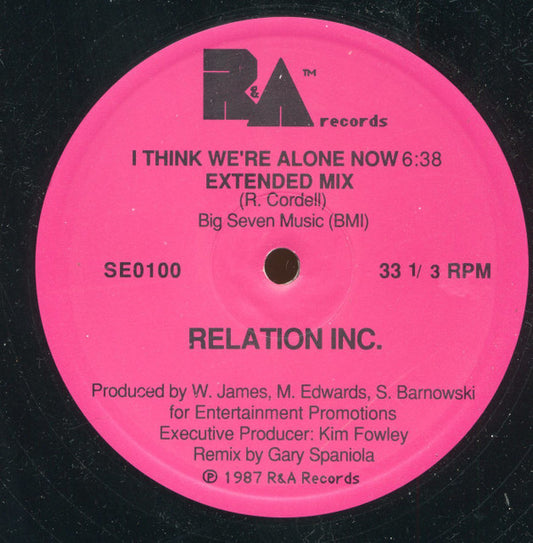 R&A™
records
I THINK WE'RE ALONE NOW 6:38
EXTENDED MIX
(R. Cordell)
Big Seven Music (BMI)
SE0100 33 1/3 RPM
RELATION INC.
Produced by W. James, M. Edwards, S. Barnowski
for Entertainment Promotions
Executive Producer: Kim Fowley
Remix by Gary Spaniola
℗ 1987 R&A Records